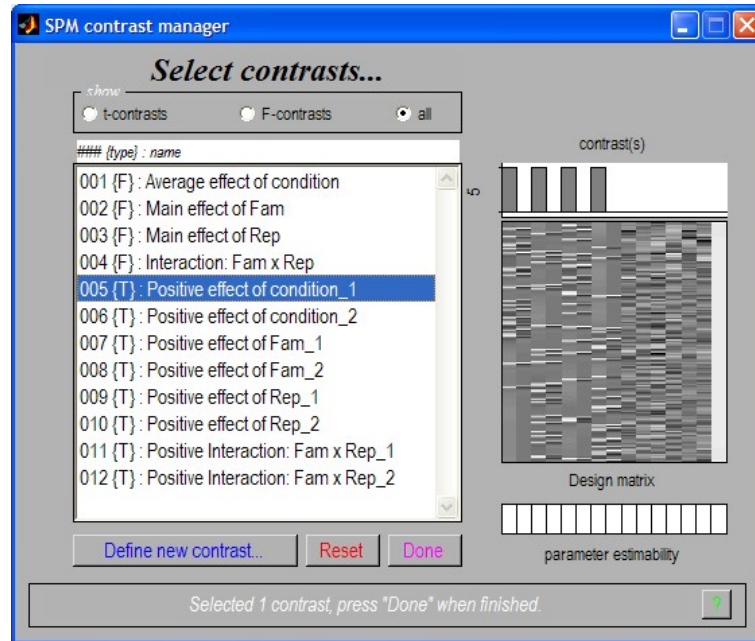 SPM contrast manager
Select contrasts...
show
t-contrasts
F-contrasts
all
### {type} : name
001 {F} : Average effect of condition
002 {F} : Main effect of Fam
003 {F} : Main effect of Rep
004 {F} : Interaction: Fam x Rep
005 {T} : Positive effect of condition_1
006 {T} : Positive effect of condition_2
007 {T} : Positive effect of Fam_1
008 {T} : Positive effect of Fam_2
009 {T} : Positive effect of Rep_1
010 {T} : Positive effect of Rep_2
011 {T} : Positive Interaction: Fam x Rep_1
012 {T} : Positive Interaction: Fam x Rep_2
contrast(s)
5
Design matrix
parameter estimability
Define new contrast...
Reset
Done
Selected 1 contrast, press "Done" when finished.
?